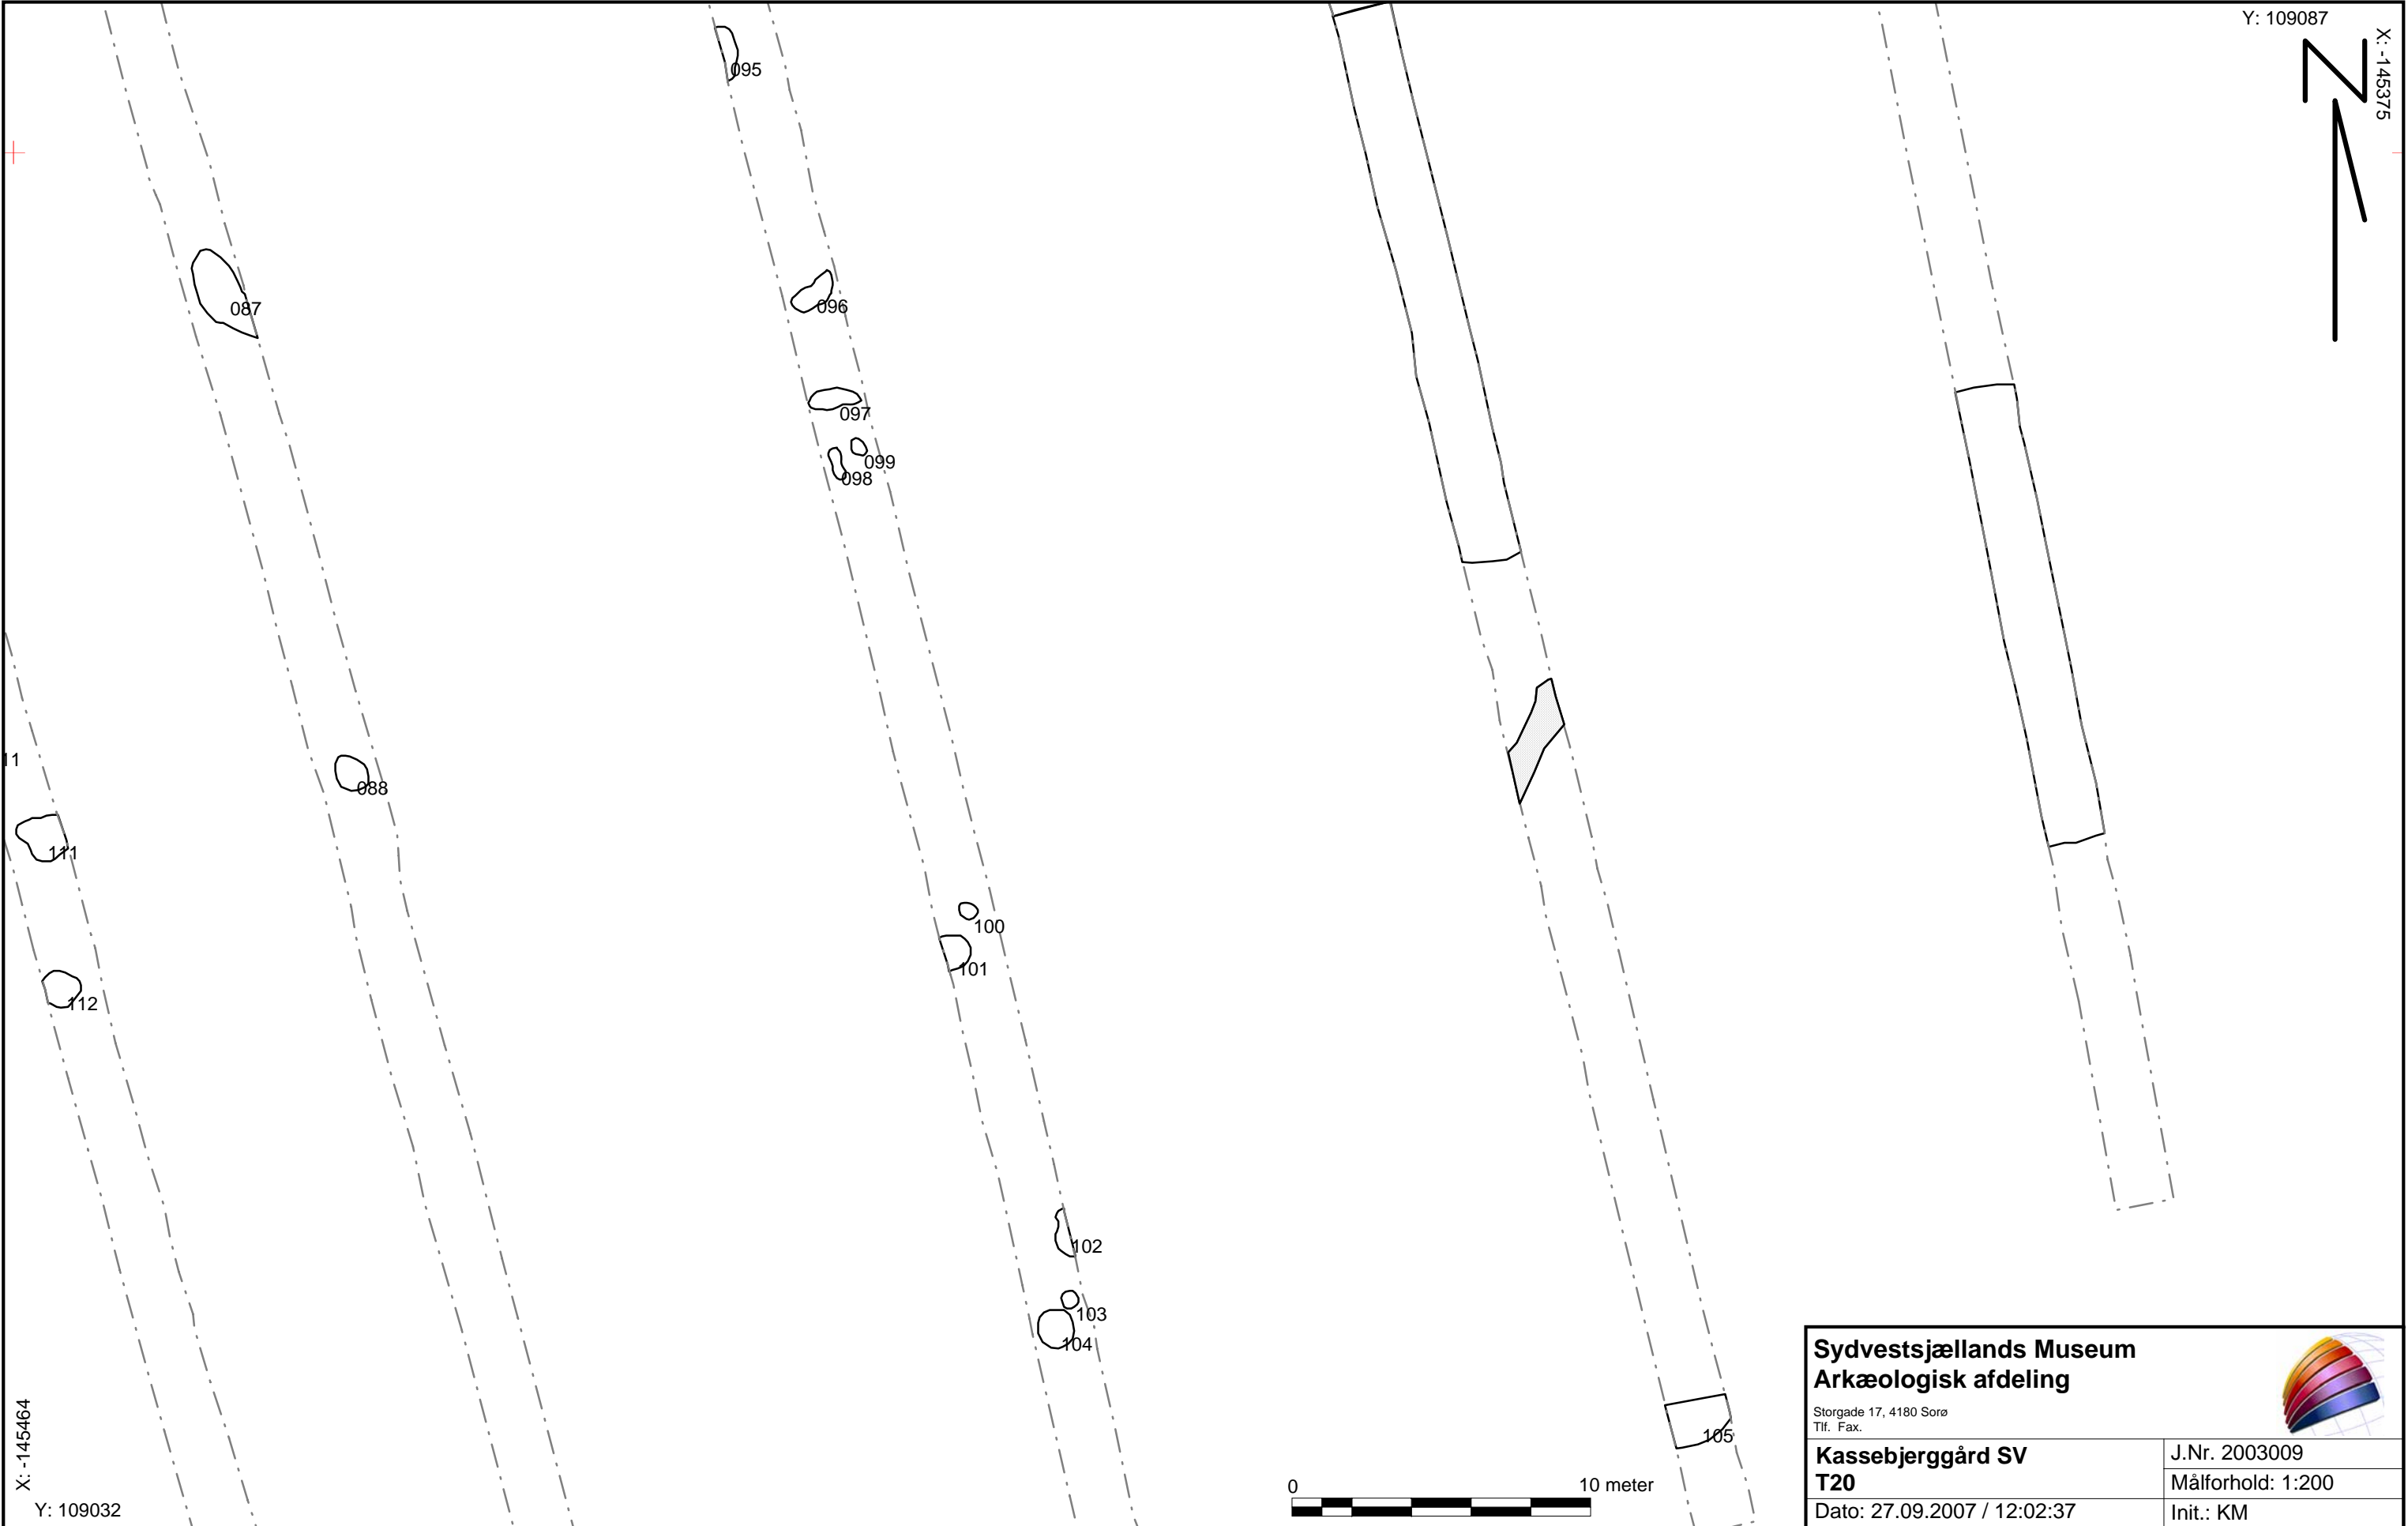 Y: 109087
X: -145375
095
087
096
097
099
098
11
088
111
100
101
112
102
103
104
105
X: -145464
Y: 109032
0 10 meter
Sydvestsjællands Museum
Arkæologisk afdeling
Storgade 17, 4180 Sorø
Tlf. Fax.
Kassebjerggård SV
T20
J.Nr. 2003009
Målforhold: 1:200
Dato: 27.09.2007 / 12:02:37
Init.: KM